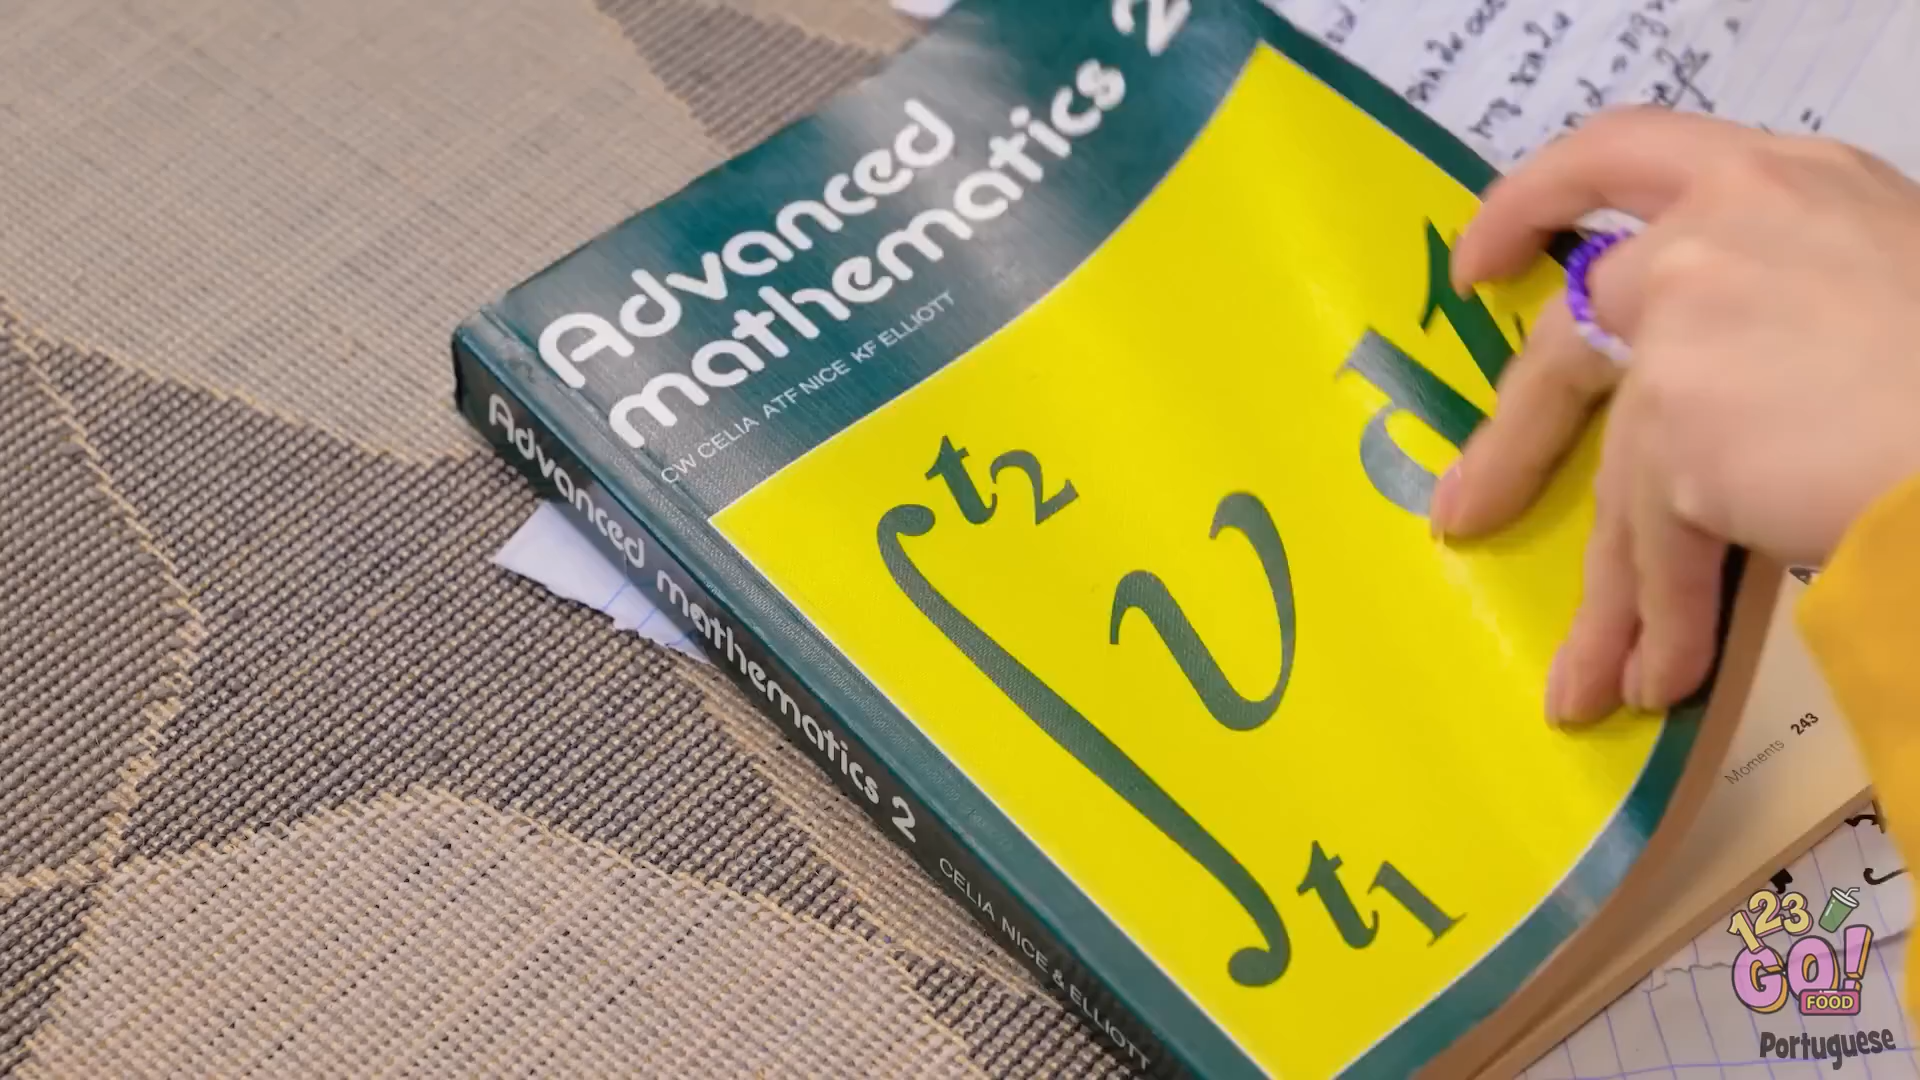 Advanced
mathematics 2
CW CELIA ATF NICE KF ELLIOTT
∫ t2 v dt
t1
Advanced mathematics 2 CELIA NICE & ELLIOTT
Moments 243
123
GO!
FOOD
Portuguese